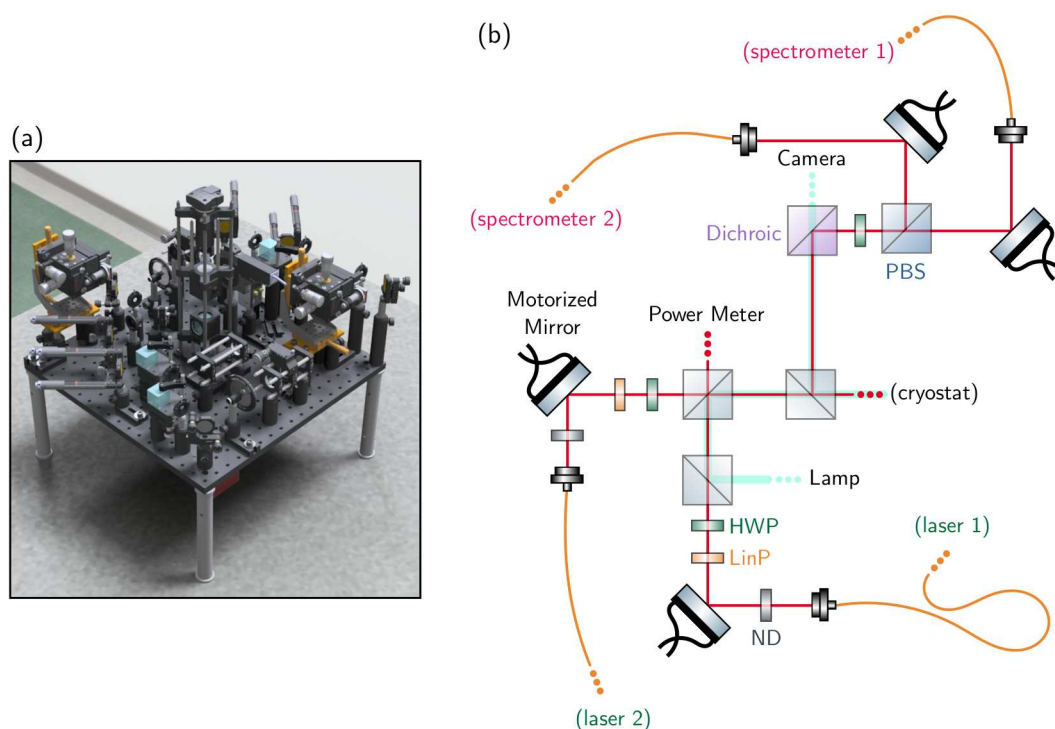 (a)
(b)
(spectrometer 1)
Camera
(spectrometer 2)
Dichroic
PBS
Motorized
Mirror
Power Meter
(cryostat)
Lamp
HWP
LinP
(laser 1)
ND
(laser 2)